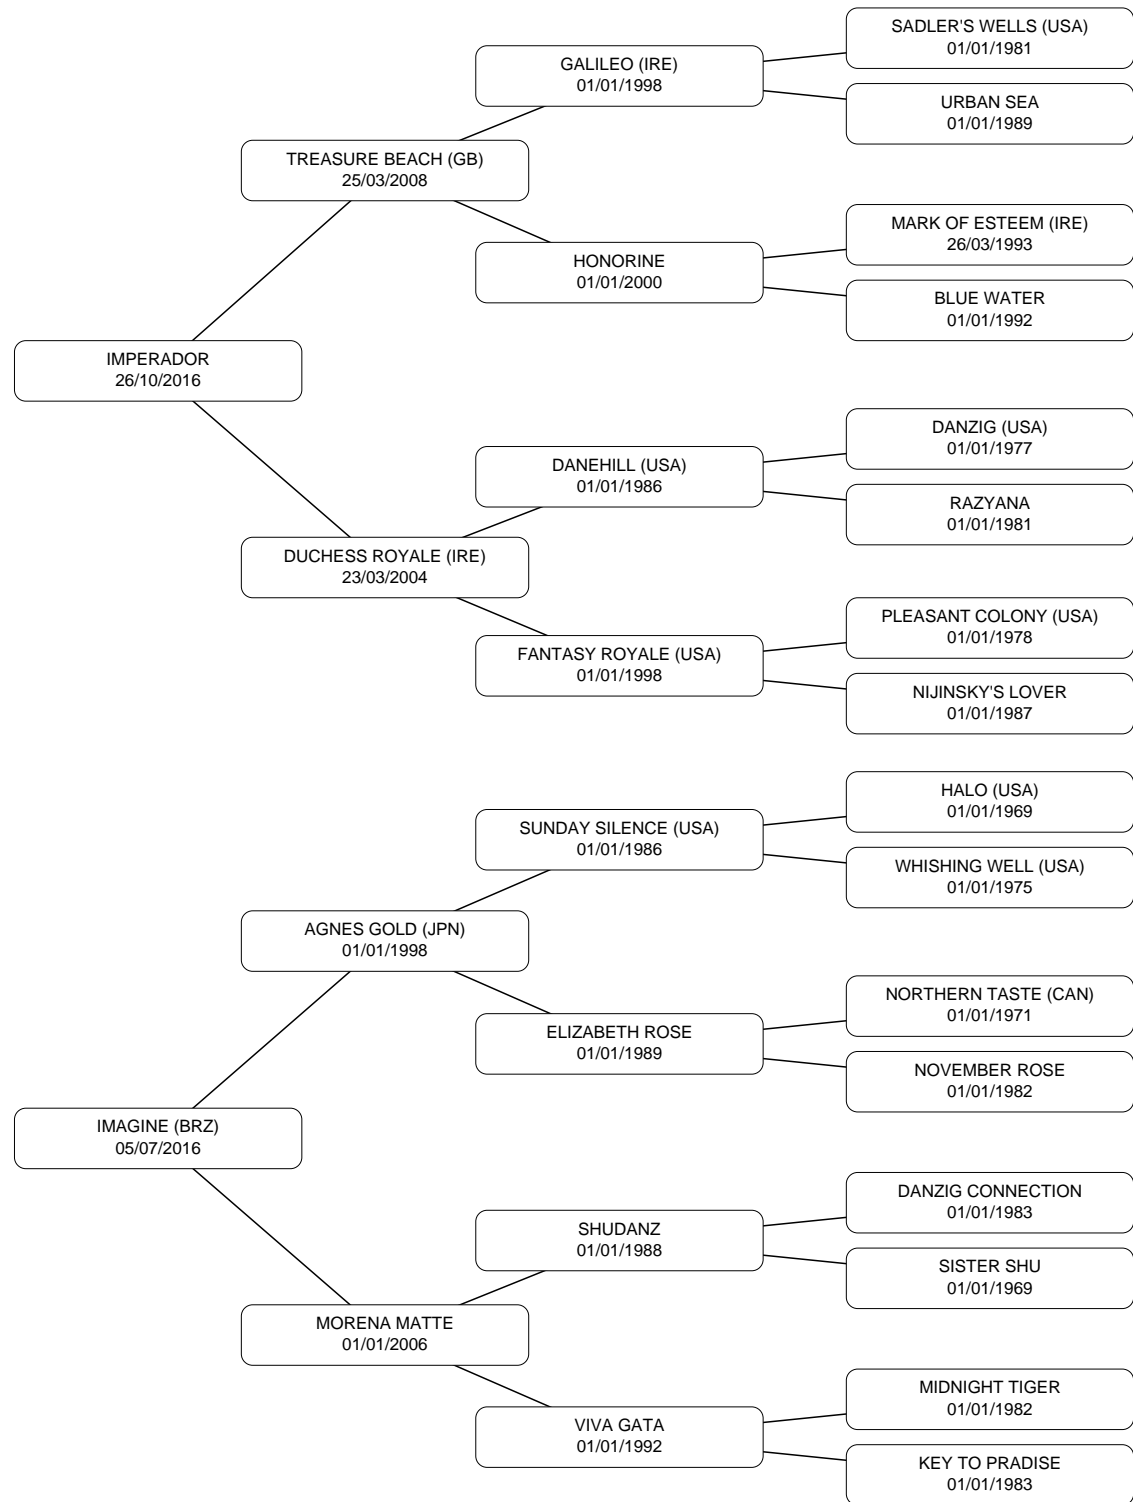 SADLER'S WELLS (USA)
01/01/1981
GALILEO (IRE)
01/01/1998
URBAN SEA
01/01/1989
TREASURE BEACH (GB)
25/03/2008
MARK OF ESTEEM (IRE)
26/03/1993
HONORINE
01/01/2000
BLUE WATER
01/01/1992
IMPERADOR
26/10/2016
DANZIG (USA)
01/01/1977
DANEHILL (USA)
01/01/1986
RAZYANA
01/01/1981
DUCHESS ROYALE (IRE)
23/03/2004
PLEASANT COLONY (USA)
01/01/1978
FANTASY ROYALE (USA)
01/01/1998
NIJINSKY'S LOVER
01/01/1987
HALO (USA)
01/01/1969
SUNDAY SILENCE (USA)
01/01/1986
WHISHING WELL (USA)
01/01/1975
AGNES GOLD (JPN)
01/01/1998
NORTHERN TASTE (CAN)
01/01/1971
ELIZABETH ROSE
01/01/1989
NOVEMBER ROSE
01/01/1982
IMAGINE (BRZ)
05/07/2016
DANZIG CONNECTION
01/01/1983
SHUDANZ
01/01/1988
SISTER SHU
01/01/1969
MORENA MATTE
01/01/2006
MIDNIGHT TIGER
01/01/1982
VIVA GATA
01/01/1992
KEY TO PRADISE
01/01/1983